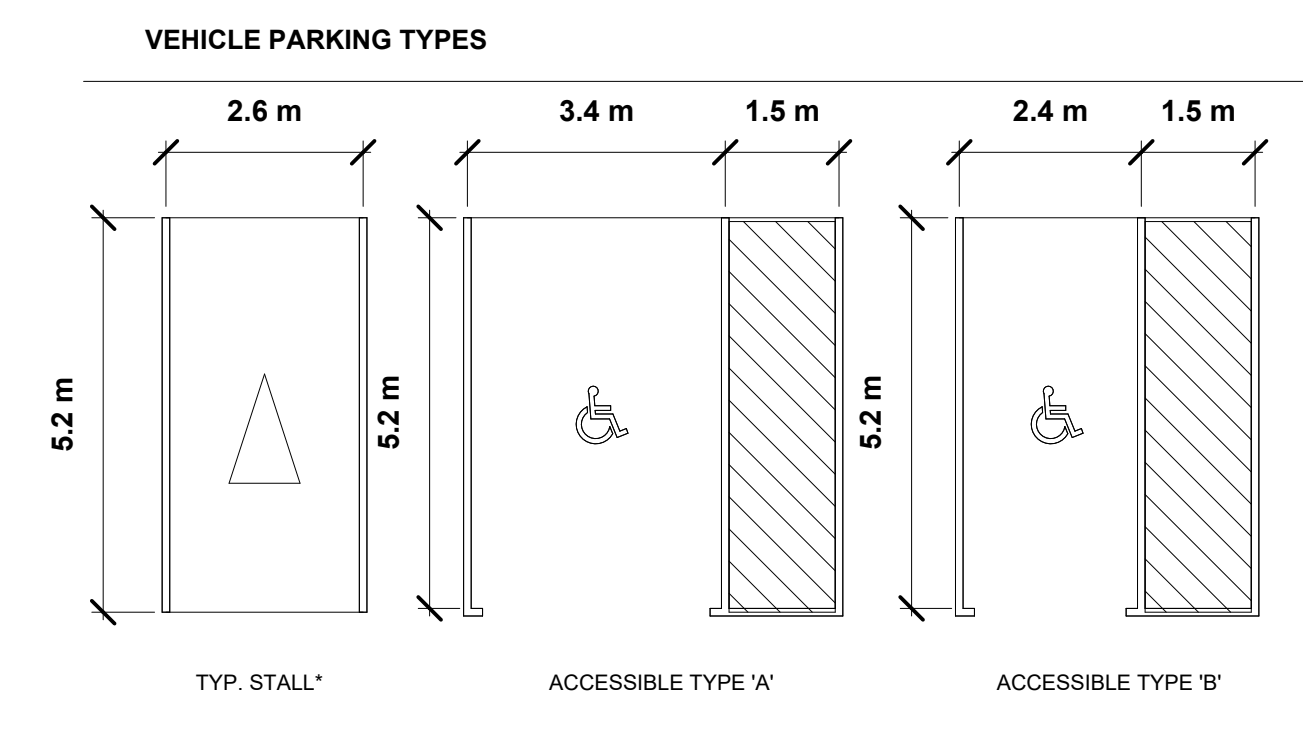 VEHICLE PARKING TYPES
2.6 m
3.4 m
1.5 m
2.4 m
1.5 m
5.2 m
5.2 m
5.2 m
TYP. STALL*
ACCESSIBLE TYPE 'A'
ACCESSIBLE TYPE 'B'